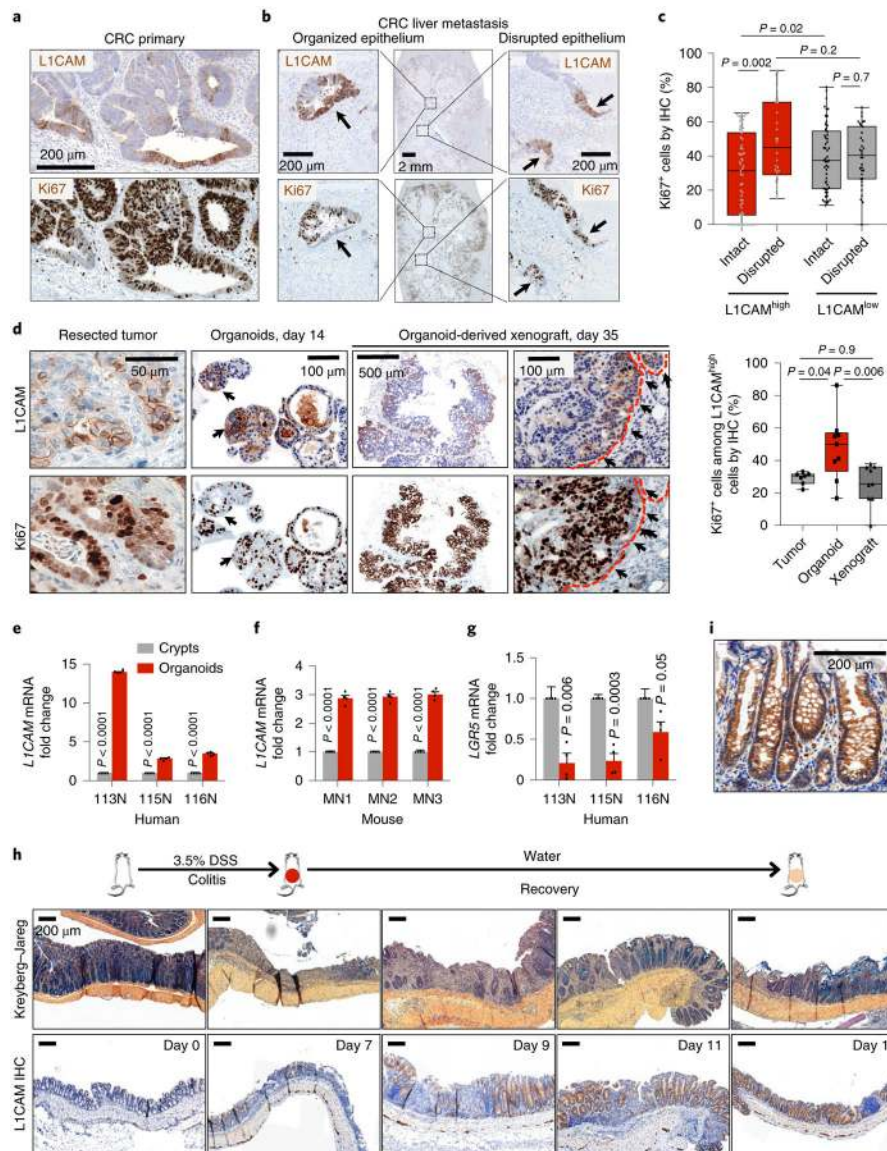 a
CRC primary
L1CAM
200 µm
Ki67
b
CRC liver metastasis
Organized epithelium
Disrupted epithelium
L1CAM
L1CAM
200 µm
2 mm
200 µm
Ki67
Ki67
c
P = 0.02
P = 0.2
P = 0.002
P = 0.7
100
80
60
40
20
0
Ki67+ cells by IHC (%)
Intact
Disrupted
Intact
Disrupted
L1CAMhigh
L1CAMlow
d
Resected tumor
Organoids, day 14
Organoid-derived xenograft, day 35
L1CAM
50 µm
100 µm
500 µm
100 µm
Ki67
P = 0.9
P = 0.04
P = 0.006
100
80
60
40
20
0
Ki67+ cells among L1CAMhigh
cells by IHC (%)
Tumor
Organoid
Xenograft
e
Crypts
Organoids
L1CAM mRNA
fold change
15
10
5
0
P < 0.0001
P < 0.0001
P < 0.0001
113N
115N
116N
Human
f
L1CAM mRNA
fold change
4
3
2
1
0
P < 0.0001
P < 0.0001
P < 0.0001
MN1
MN2
MN3
Mouse
g
LGR5 mRNA
fold change
1.5
1.0
0.5
0
P = 0.006
P = 0.0003
P = 0.05
113N
115N
116N
Human
i
200 µm
h
3.5% DSS
Colitis
Water
Recovery
Kreyberg–Jareg
200 µm
L1CAM IHC
Day 0
Day 7
Day 9
Day 11
Day 1